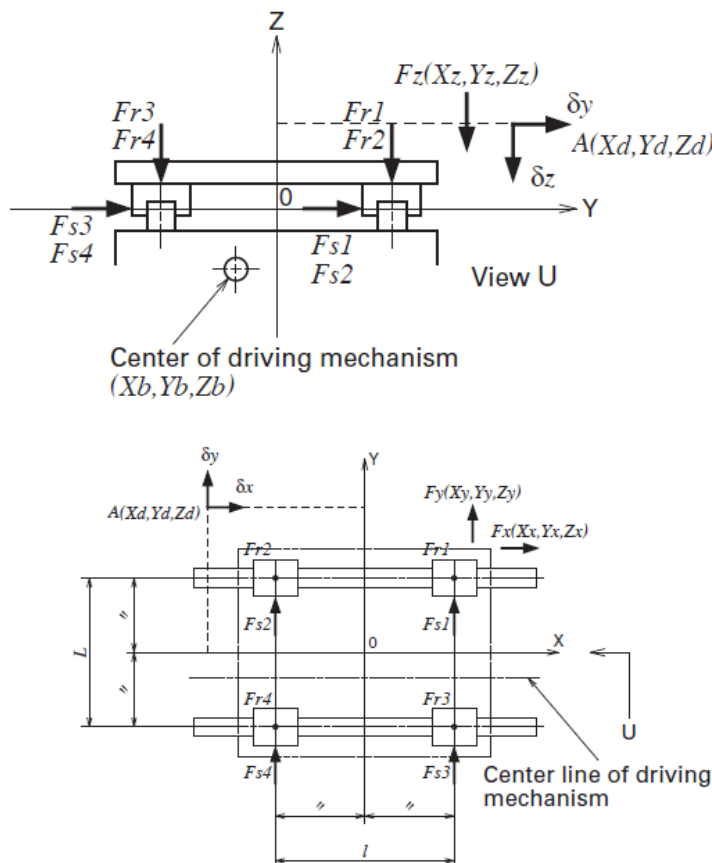 Z
Fz(Xz,Yz,Zz)
Fr3
Fr4
Fr1
Fr2
δy
A(Xd,Yd,Zd)
δz
0
Y
Fs3
Fs4
Fs1
Fs2
View U
Center of driving mechanism
(Xb,Yb,Zb)
δy
Y
δx
A(Xd,Yd,Zd)
Fy(Xy,Yy,Zy)
Fx(Xx,Yx,Zx)
Fr2
Fr1
〃
Fs2
Fs1
L
0
X
〃
Fr4
Fr3
U
Fs4
Fs3
Center line of driving
mechanism
〃
〃
l